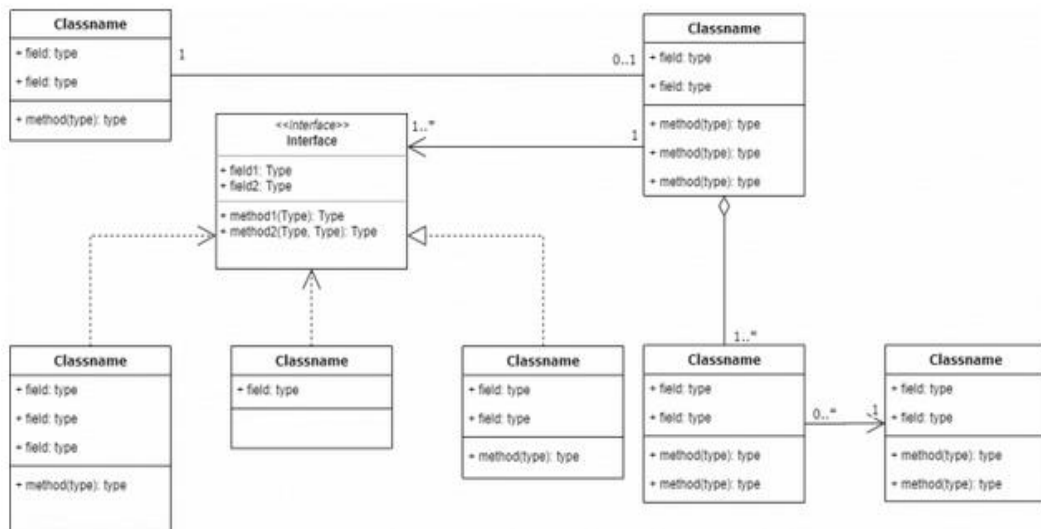 Classname
+ field: type
+ field: type
+ method(type): type
1
0..1
Classname
+ field: type
+ field: type
+ method(type): type
+ method(type): type
+ method(type): type
<<Interface>>
Interface
+ field1: Type
+ field2: Type
+ method1(Type): Type
+ method2(Type, Type): Type
1..*
1
Classname
+ field: type
+ field: type
+ field: type
+ method(type): type
Classname
+ field: type
Classname
+ field: type
+ field: type
+ method(type): type
1..*
Classname
+ field: type
+ field: type
+ method(type): type
+ method(type): type
0..*
1
Classname
+ field: type
+ field: type
+ method(type): type
+ method(type): type